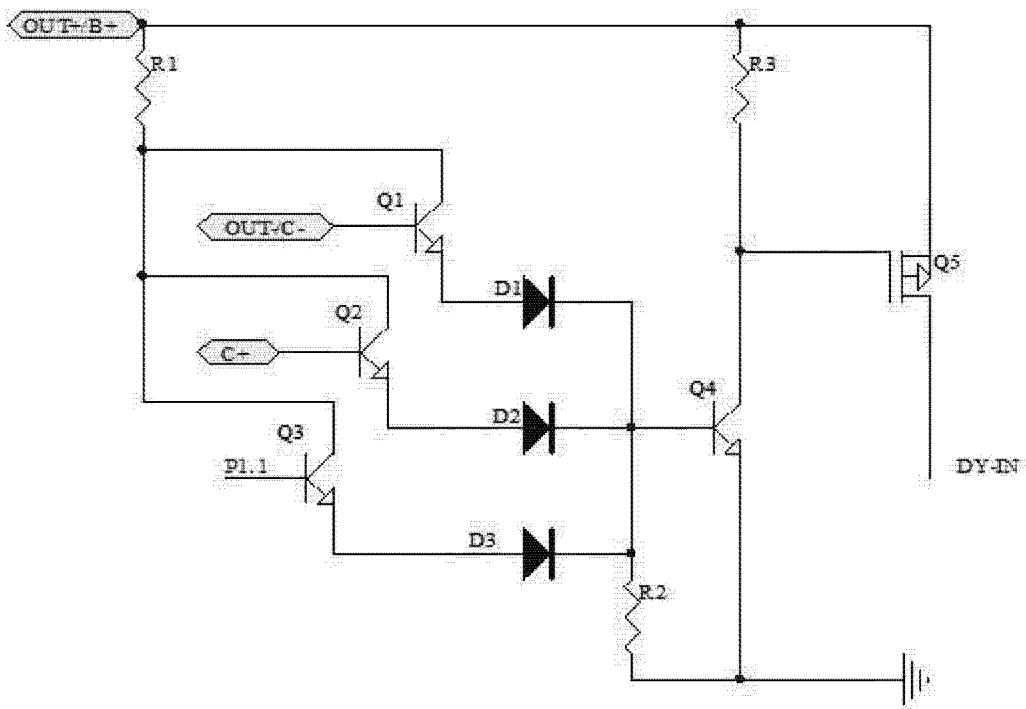 OUT+/B+
R1
R3
Q1
OUT-/C-
Q5
D1
Q2
C+
Q4
D2
Q3
P1.1
DY-IN
D3
R2